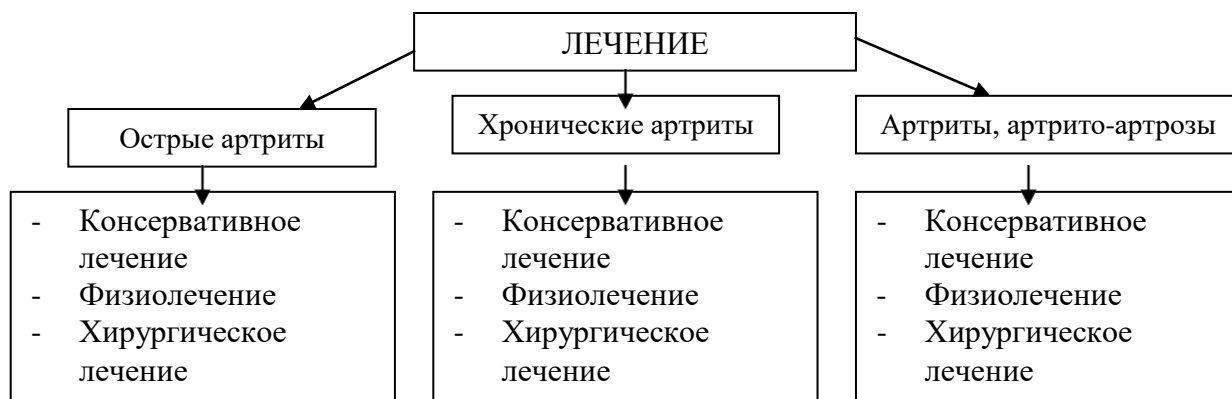 ЛЕЧЕНИЕ
Острые артриты
Хронические артриты
Артриты, артрито-артрозы
- Консервативное
лечение
- Физиолечение
- Хирургическое
лечение
- Консервативное
лечение
- Физиолечение
- Хирургическое
лечение
- Консервативное
лечение
- Физиолечение
- Хирургическое
лечение